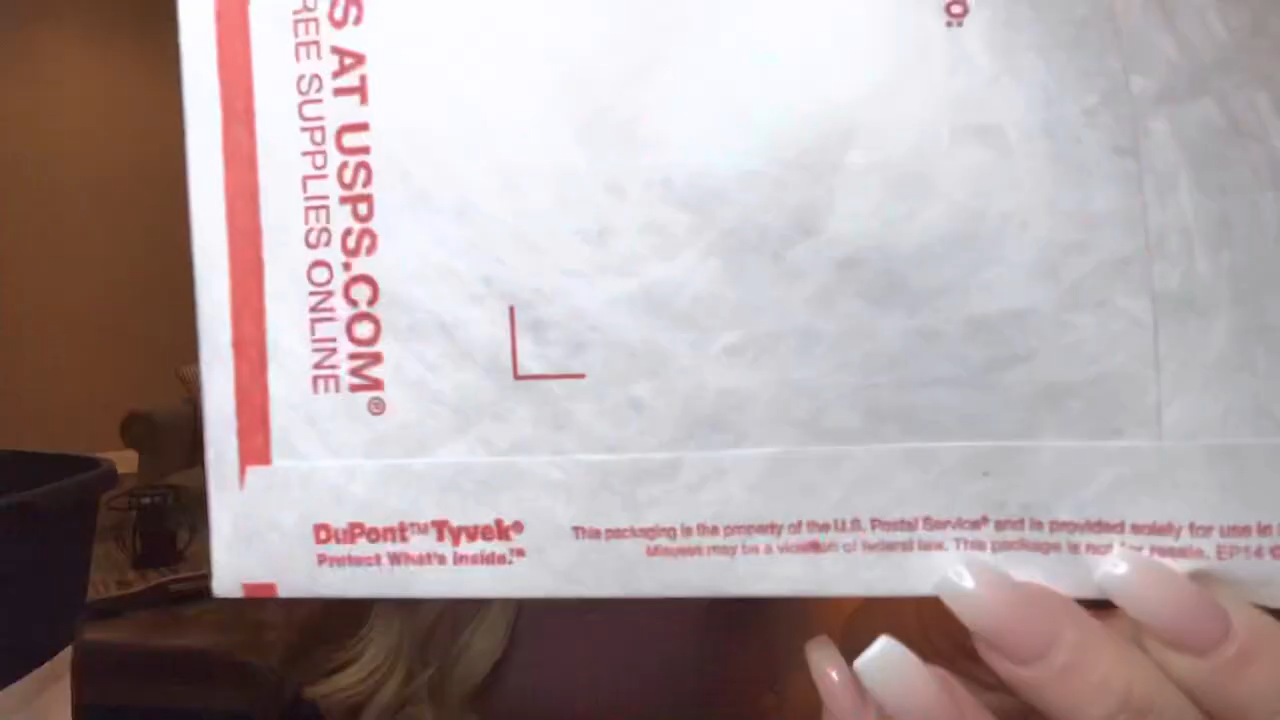 S AT USPS.COM®
REE SUPPLIES ONLINE
O:
DuPont™ Tyvek®
Protect What's Inside.™
This packaging is the property of the U.S. Postal Service® and is provided solely for use in
Misuse may be a violation of federal law. This package is not for resale. EP14